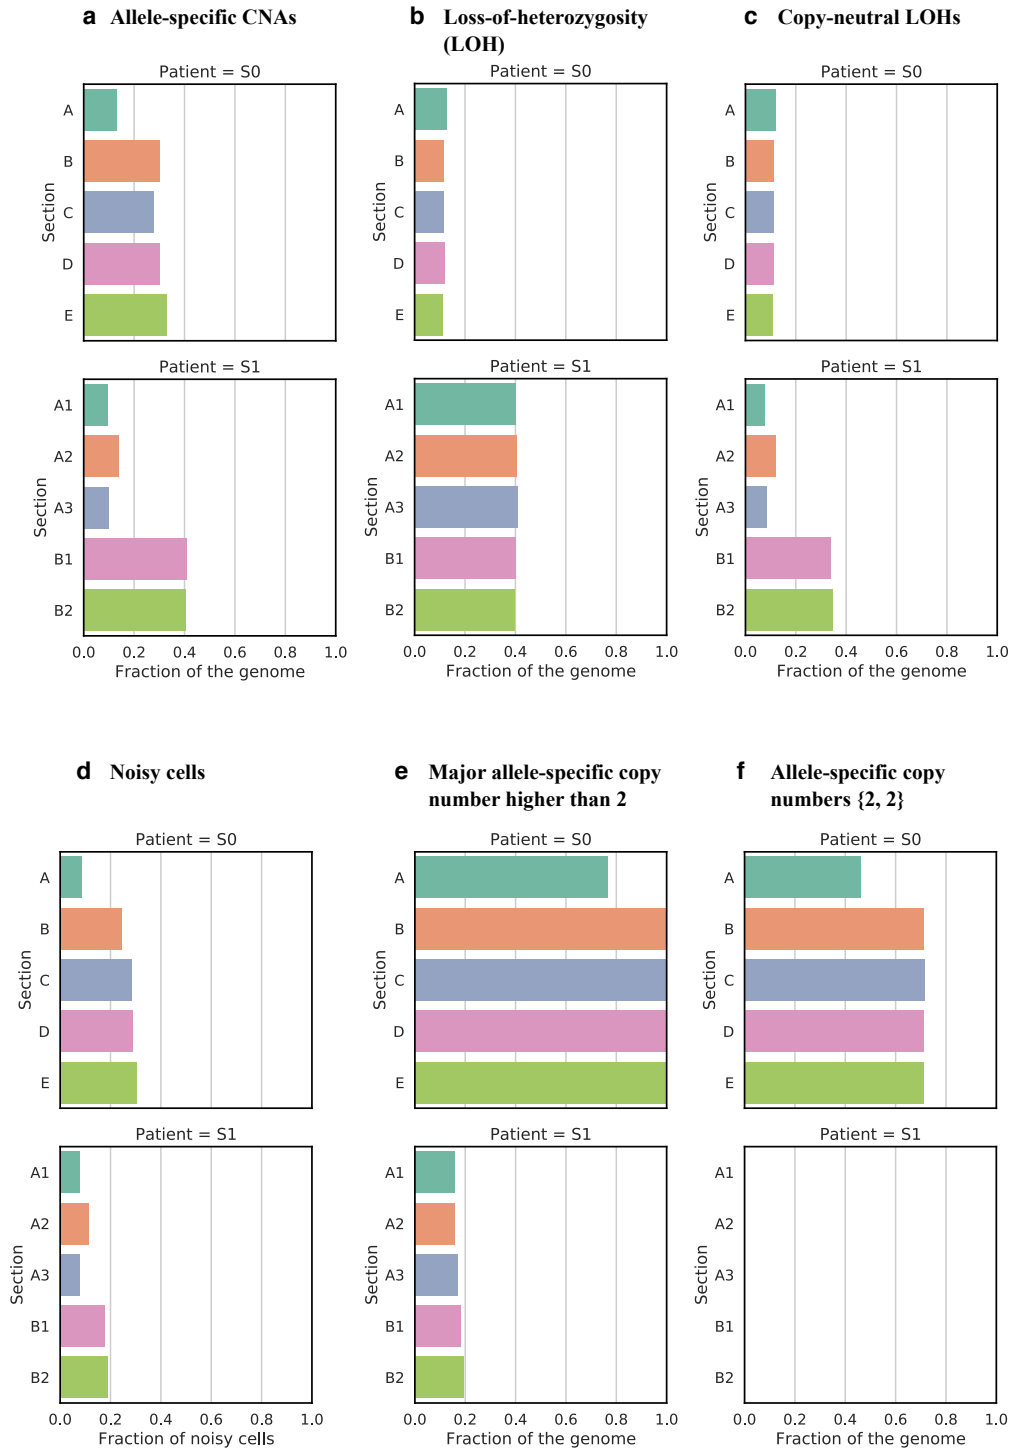 a Allele-specific CNAs
Patient = S0
Section
A
B
C
D
E
Patient = S1
Section
A1
A2
A3
B1
B2
0.0 0.2 0.4 0.6 0.8 1.0
Fraction of the genome
b Loss-of-heterozygosity
(LOH)
Patient = S0
Section
A
B
C
D
E
Patient = S1
Section
A1
A2
A3
B1
B2
0.0 0.2 0.4 0.6 0.8 1.0
Fraction of the genome
c Copy-neutral LOHs
Patient = S0
Section
A
B
C
D
E
Patient = S1
Section
A1
A2
A3
B1
B2
0.0 0.2 0.4 0.6 0.8 1.0
Fraction of the genome
d Noisy cells
Patient = S0
Section
A
B
C
D
E
Patient = S1
Section
A1
A2
A3
B1
B2
0.0 0.2 0.4 0.6 0.8 1.0
Fraction of noisy cells
e Major allele-specific copy
number higher than 2
Patient = S0
Section
A
B
C
D
E
Patient = S1
Section
A1
A2
A3
B1
B2
0.0 0.2 0.4 0.6 0.8 1.0
Fraction of the genome
f Allele-specific copy
numbers {2, 2}
Patient = S0
Section
A
B
C
D
E
Patient = S1
Section
A1
A2
A3
B1
B2
0.0 0.2 0.4 0.6 0.8 1.0
Fraction of the genome